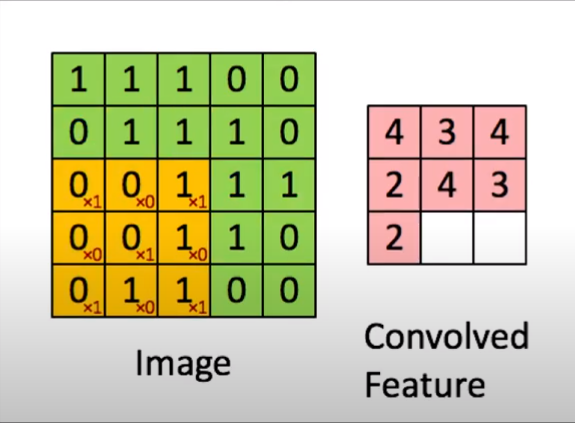 1 1 1 0 0
0 1 1 1 0
0×1 0×0 1×1 1 1
0×0 0×1 1×0 1 0
0×1 1×0 1×1 0 0
Image
4 3 4
2 4 3
2
Convolved
Feature